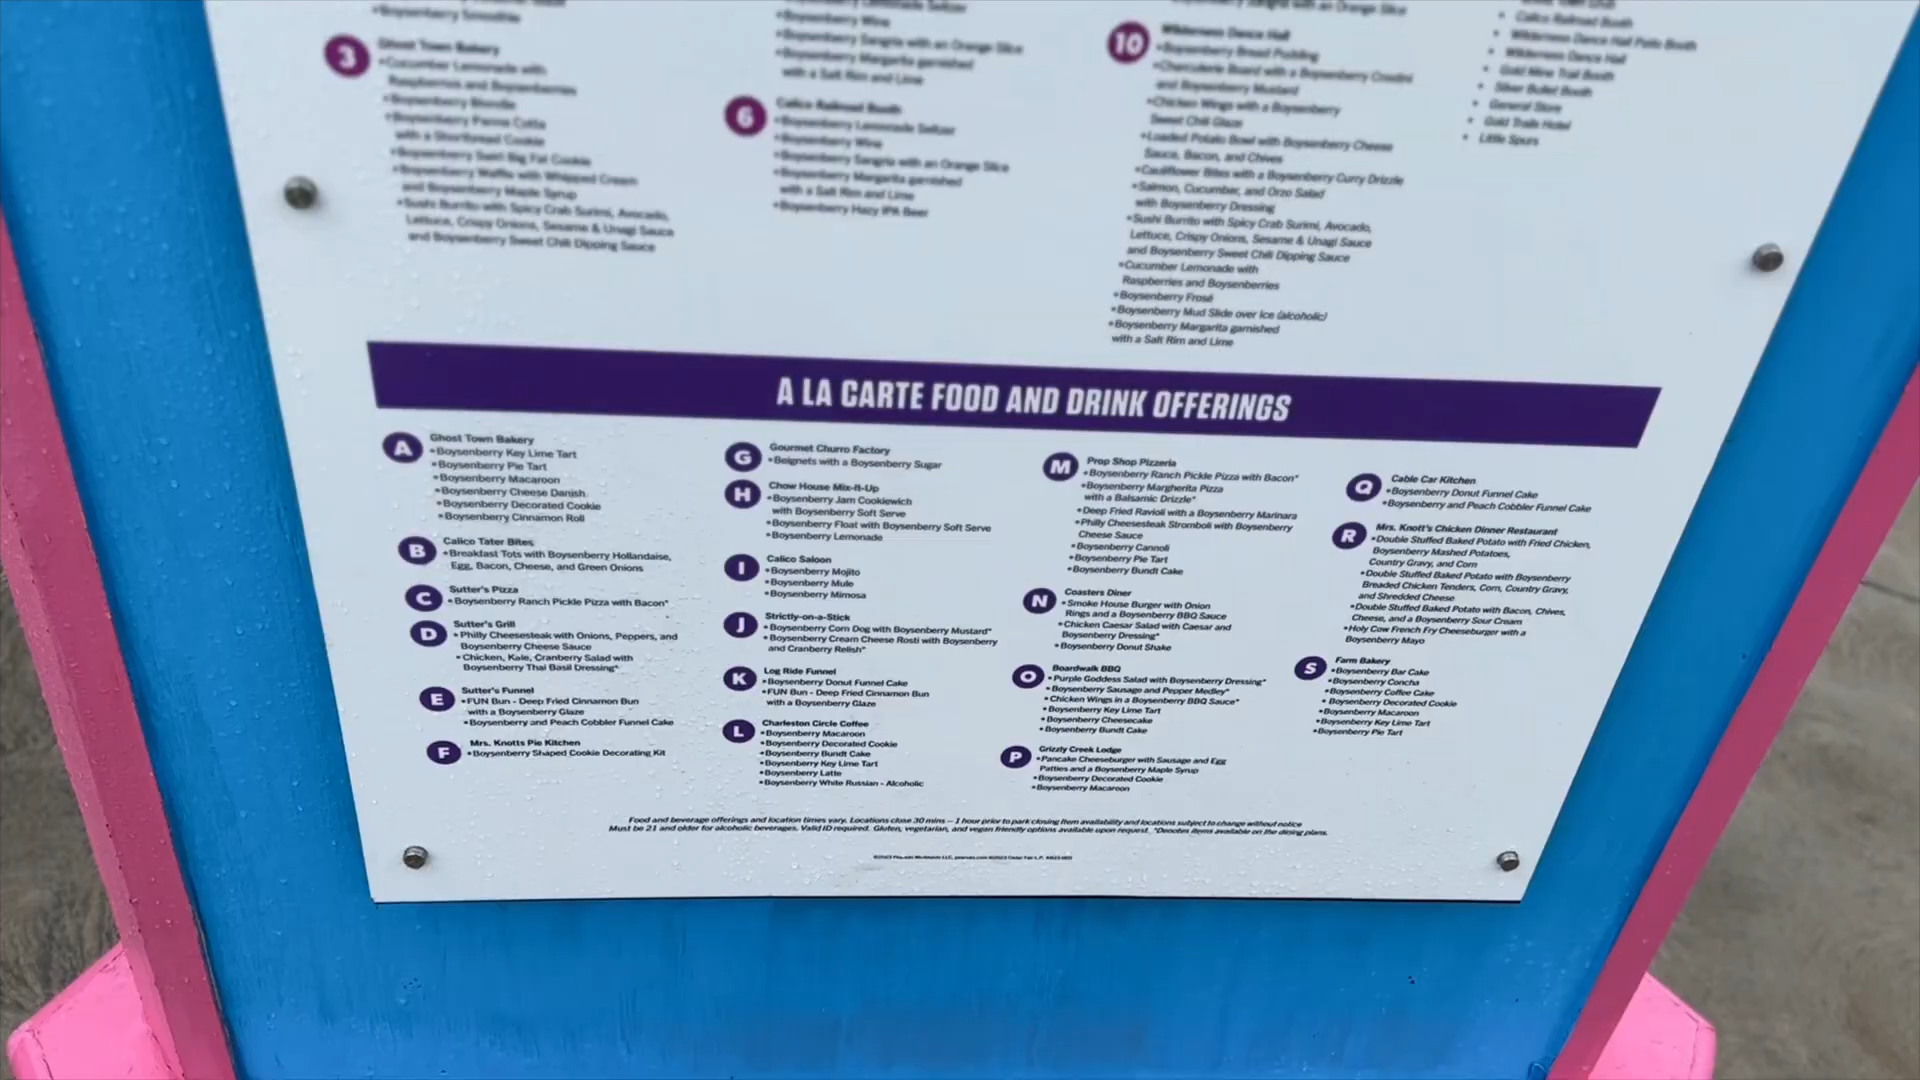 Boysenberry Smoothie
3
Ghost Town Bakery
•Cucumber Lemonade with
Raspberries and Boysenberries
•Boysenberry Blondie
•Boysenberry Panna Cotta
with a Shortbread Cookie
•Boysenberry Swirl Big Fat Cookie
•Boysenberry Waffle with Whipped Cream
and Boysenberry Maple Syrup
•Sushi Burrito with Spicy Crab Surimi, Avocado,
Lettuce, Crispy Onions, Sesame & Unagi Sauce
and Boysenberry Sweet Chili Dipping Sauce
Lemonade Seltzer
•Boysenberry Wine
•Boysenberry Sangria with an Orange Slice
•Boysenberry Margarita garnished
with a Salt Rim and Lime
6
Calico Railroad Booth
•Boysenberry Lemonade Seltzer
•Boysenberry Wine
•Boysenberry Sangria with an Orange Slice
•Boysenberry Margarita garnished
with a Salt Rim and Lime
•Boysenberry Hazy IPA Beer
Sangria with an Orange Slice
10
Wilderness Dance Hall
•Boysenberry Bread Pudding
•Charcuterie Board with a Boysenberry Crostini
and Boysenberry Mustard
•Chicken Wings with a Boysenberry
Sweet Chili Glaze
•Loaded Potato Bowl with Boysenberry Cheese
Sauce, Bacon, and Chives
•Cauliflower Bites with a Boysenberry Curry Drizzle
•Salmon, Cucumber, and Orzo Salad
with Boysenberry Dressing
•Sushi Burrito with Spicy Crab Surimi, Avocado,
Lettuce, Crispy Onions, Sesame & Unagi Sauce
and Boysenberry Sweet Chili Dipping Sauce
•Cucumber Lemonade with
Raspberries and Boysenberries
•Boysenberry Frosé
•Boysenberry Mud Slide over Ice (alcoholic)
•Boysenberry Margarita garnished
with a Salt Rim and Lime
• Calico Railroad Booth
• Wilderness Dance Hall Patio Booth
• Wilderness Dance Hall
• Gold Mine Trail Booth
• Silver Bullet Booth
• General Store
• Gold Trails Hotel
• Little Spurs
A LA CARTE FOOD AND DRINK OFFERINGS
A
Ghost Town Bakery
•Boysenberry Key Lime Tart
•Boysenberry Pie Tart
•Boysenberry Macaroon
•Boysenberry Cheese Danish
•Boysenberry Decorated Cookie
•Boysenberry Cinnamon Roll
B
Calico Tater Bites
•Breakfast Tots with Boysenberry Hollandaise,
Egg, Bacon, Cheese, and Green Onions
C
Sutter's Pizza
•Boysenberry Ranch Pickle Pizza with Bacon*
D
Sutter's Grill
•Philly Cheesesteak with Onions, Peppers, and
Boysenberry Cheese Sauce
•Chicken, Kale, Cranberry Salad with
Boysenberry Thai Basil Dressing*
E
Sutter's Funnel
•FUN Bun - Deep Fried Cinnamon Bun
with a Boysenberry Glaze
•Boysenberry and Peach Cobbler Funnel Cake
F
Mrs. Knotts Pie Kitchen
•Boysenberry Shaped Cookie Decorating Kit
G
Gourmet Churro Factory
•Beignets with a Boysenberry Sugar
H
Chow House Mix-It-Up
•Boysenberry Jam Cookiewich
with Boysenberry Soft Serve
•Boysenberry Float with Boysenberry Soft Serve
•Boysenberry Lemonade
I
Calico Saloon
•Boysenberry Mojito
•Boysenberry Mule
•Boysenberry Mimosa
J
Strictly-on-a-Stick
•Boysenberry Corn Dog with Boysenberry Mustard*
•Boysenberry Cream Cheese Rosti with Boysenberry
and Cranberry Relish*
K
Log Ride Funnel
•Boysenberry Donut Funnel Cake
•FUN Bun - Deep Fried Cinnamon Bun
with a Boysenberry Glaze
L
Charleston Circle Coffee
•Boysenberry Macaroon
•Boysenberry Decorated Cookie
•Boysenberry Bundt Cake
•Boysenberry Key Lime Tart
•Boysenberry Latte
•Boysenberry White Russian - Alcoholic
M
Prop Shop Pizzeria
•Boysenberry Ranch Pickle Pizza with Bacon*
•Boysenberry Margherita Pizza
with a Balsamic Drizzle*
•Deep Fried Ravioli with a Boysenberry Marinara
•Philly Cheesesteak Stromboli with Boysenberry
Cheese Sauce
•Boysenberry Cannoli
•Boysenberry Pie Tart
•Boysenberry Bundt Cake
N
Coasters Diner
•Smoke House Burger with Onion
Rings and a Boysenberry BBQ Sauce
•Chicken Caesar Salad with Caesar and
Boysenberry Dressing*
•Boysenberry Donut Shake
O
Boardwalk BBQ
•Purple Goddess Salad with Boysenberry Dressing*
•Boysenberry Sausage and Pepper Medley*
•Chicken Wings in a Boysenberry BBQ Sauce*
•Boysenberry Key Lime Tart
•Boysenberry Cheesecake
•Boysenberry Bundt Cake
P
Grizzly Creek Lodge
•Pancake Cheeseburger with Sausage and Egg
Patties and a Boysenberry Maple Syrup
•Boysenberry Decorated Cookie
•Boysenberry Macaroon
Q
Cable Car Kitchen
•Boysenberry Donut Funnel Cake
•Boysenberry and Peach Cobbler Funnel Cake
R
Mrs. Knott's Chicken Dinner Restaurant
•Double Stuffed Baked Potato with Fried Chicken,
Boysenberry Mashed Potatoes,
Country Gravy, and Corn
•Double Stuffed Baked Potato with Boysenberry
Breaded Chicken Tenders, Corn, Country Gravy,
and Shredded Cheese
•Double Stuffed Baked Potato with Bacon, Chives,
Cheese, and a Boysenberry Sour Cream
•Holy Cow French Fry Cheeseburger with a
Boysenberry Mayo
S
Farm Bakery
•Boysenberry Bar Cake
•Boysenberry Concha
•Boysenberry Coffee Cake
•Boysenberry Decorated Cookie
•Boysenberry Macaroon
•Boysenberry Key Lime Tart
•Boysenberry Pie Tart
Food and beverage offerings and location times vary. Locations close 30 mins – 1 hour prior to park closing. Item availability and locations subject to change without notice
Must be 21 and older for alcoholic beverages. Valid ID required. Gluten, vegetarian, and vegan friendly options available upon request. *Denotes items available on the dining plans.